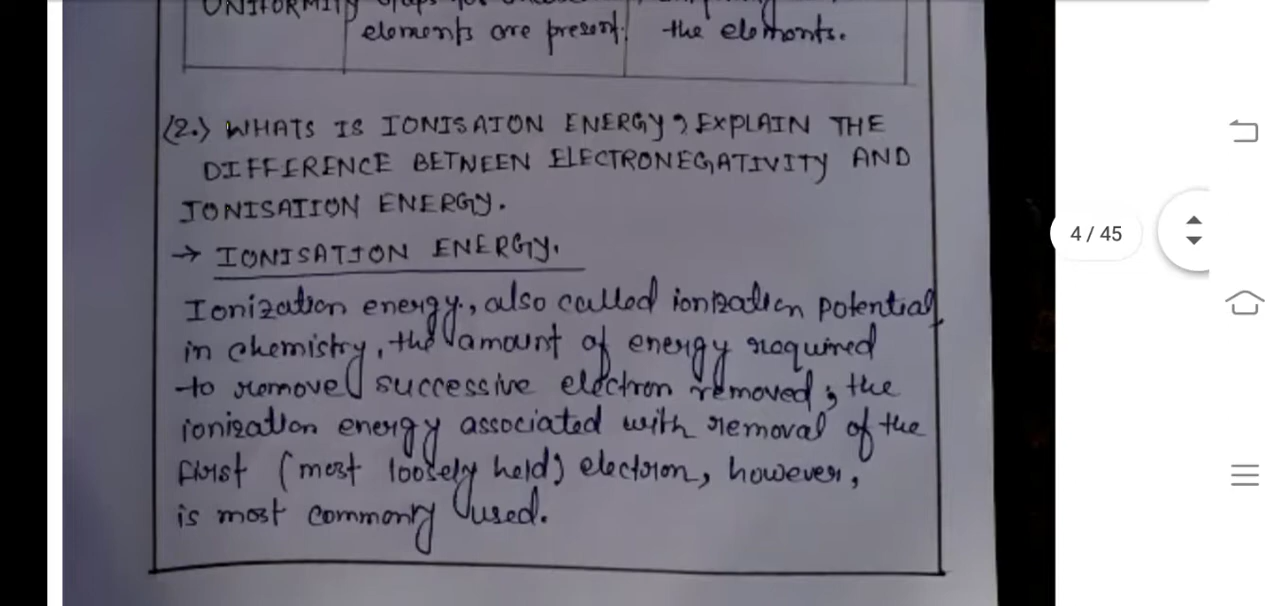 UNIFORMITY
elements are present. the elements.
(2.) WHATS IS IONISAION ENERGY, EXPLAIN THE
DIFFERENCE BETWEEN ELECTRONEGATIVITY AND
IONISATION ENERGY.
→ IONISATION ENERGY.
Ionization energy, also called ionization potential,
in chemistry, the amount of energy required
to remove successive electron removed, the
ionization energy associated with removal of the
first (most loosely held) electron, however,
is most commonly used.
4 / 45